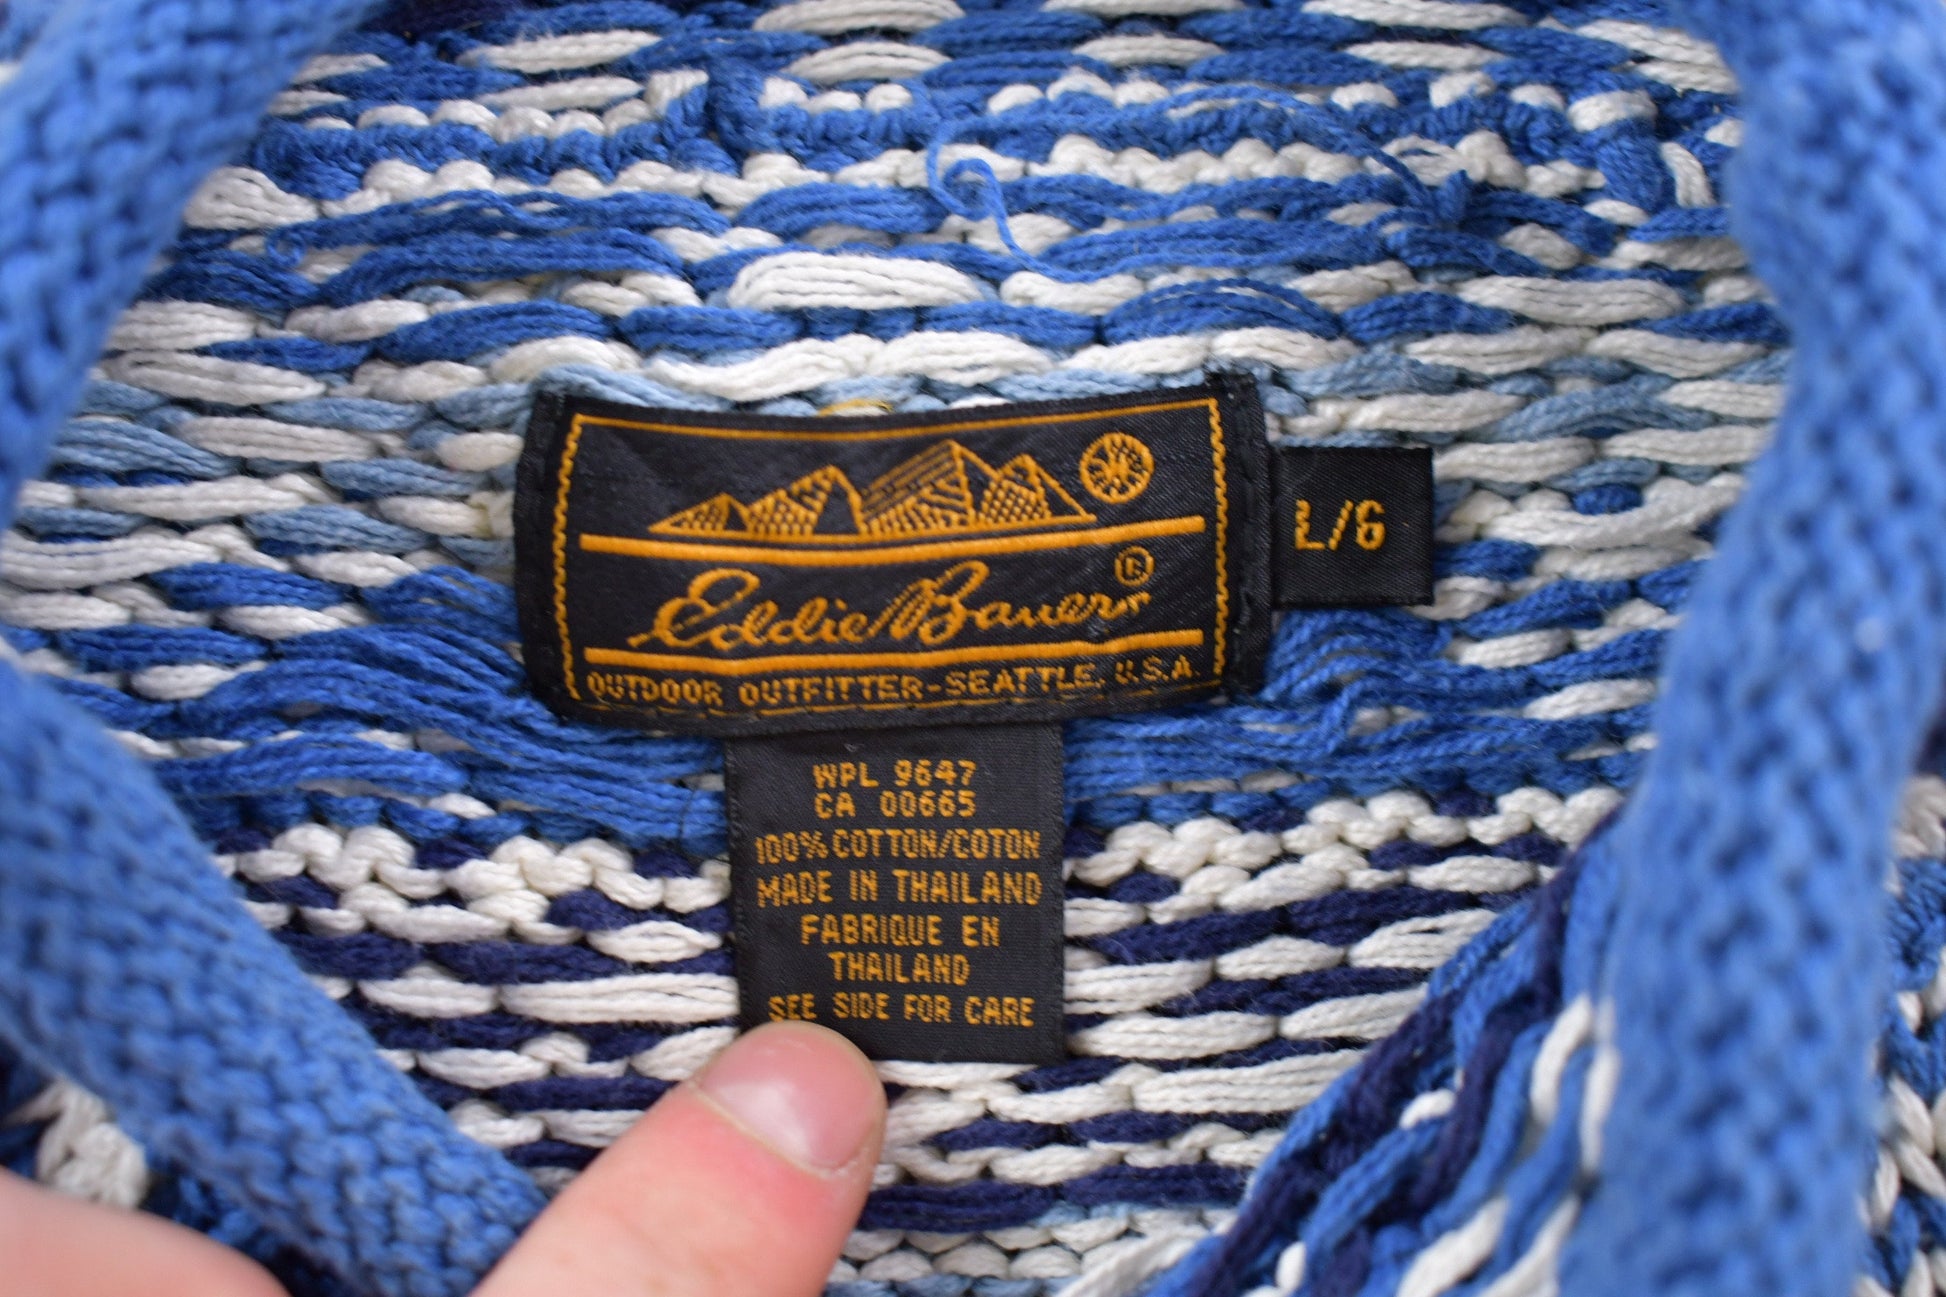 Eddie Bauer ®
OUTDOOR OUTFITTER-SEATTLE, U.S.A.
L/G
WPL 9647
CA 00665
100% COTTON/COTON
MADE IN THAILAND
FABRIQUE EN
THAILAND
SEE SIDE FOR CARE